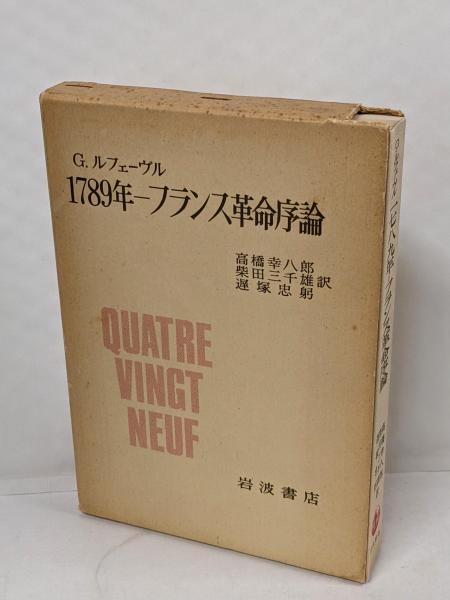 G. ルフェーヴル
1789年―フランス革命序論
高橋幸八郎
柴田三千雄 訳
遅塚忠躬
QUATRE
VINGT
NEUF
岩波書店